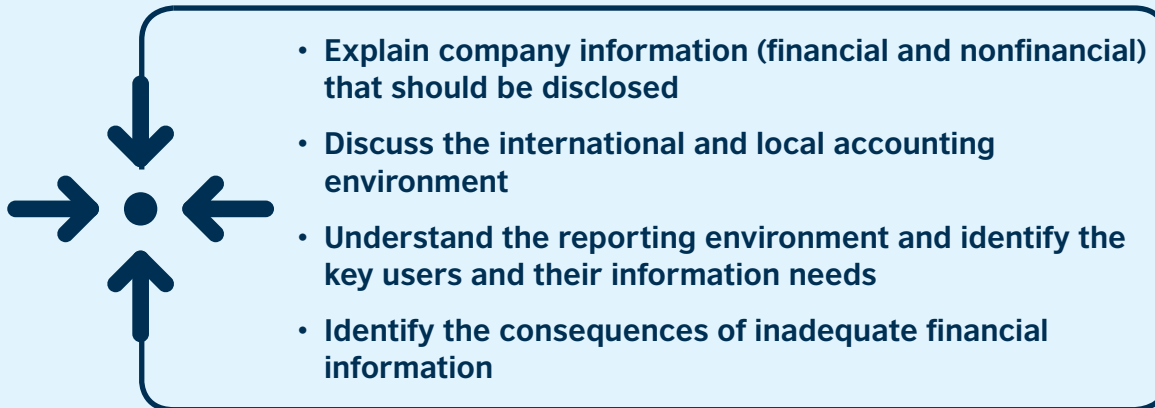 • Explain company information (financial and nonfinancial)
that should be disclosed
• Discuss the international and local accounting
environment
• Understand the reporting environment and identify the
key users and their information needs
• Identify the consequences of inadequate financial
information